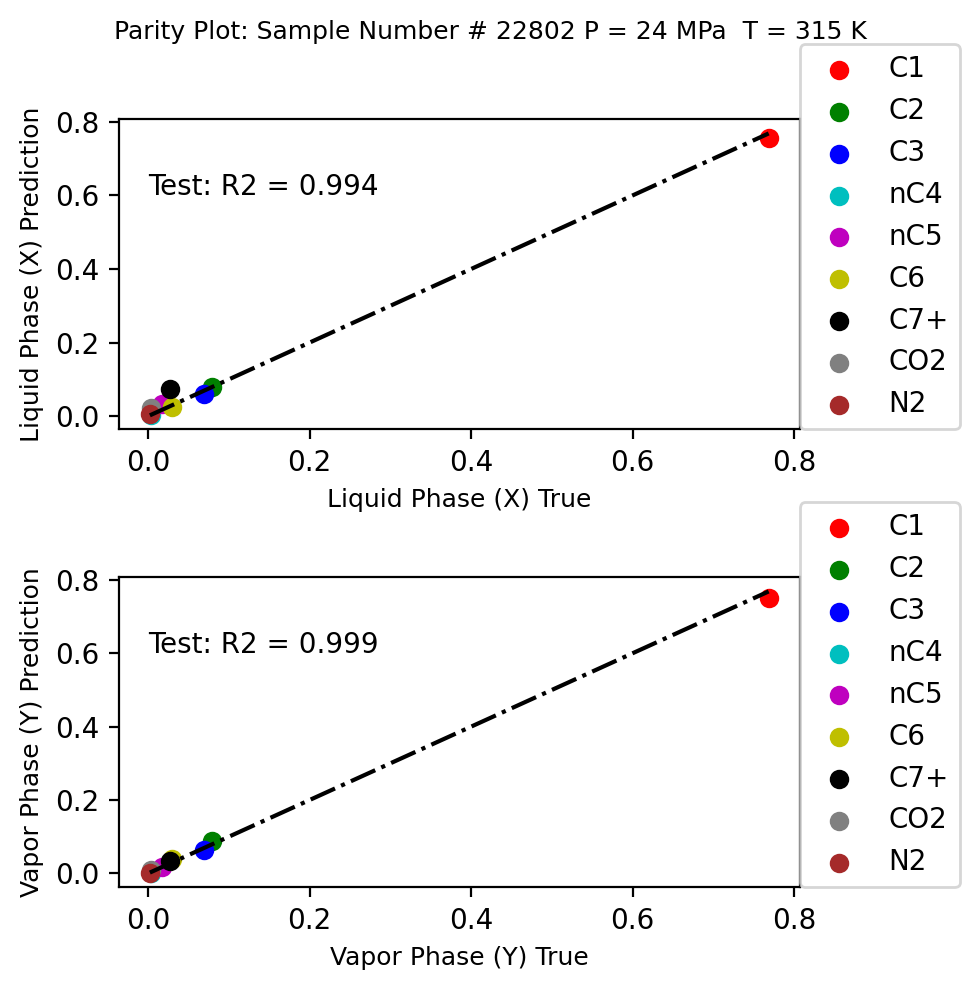 Parity Plot: Sample Number # 22802 P = 24 MPa  T = 315 K
Liquid Phase (X) Prediction
0.8
0.6
0.4
0.2
0.0
Test: R2 = 0.994
0.0 0.2 0.4 0.6 0.8
Liquid Phase (X) True
C1
C2
C3
nC4
nC5
C6
C7+
CO2
N2
Vapor Phase (Y) Prediction
0.8
0.6
0.4
0.2
0.0
Test: R2 = 0.999
0.0 0.2 0.4 0.6 0.8
Vapor Phase (Y) True
C1
C2
C3
nC4
nC5
C6
C7+
CO2
N2